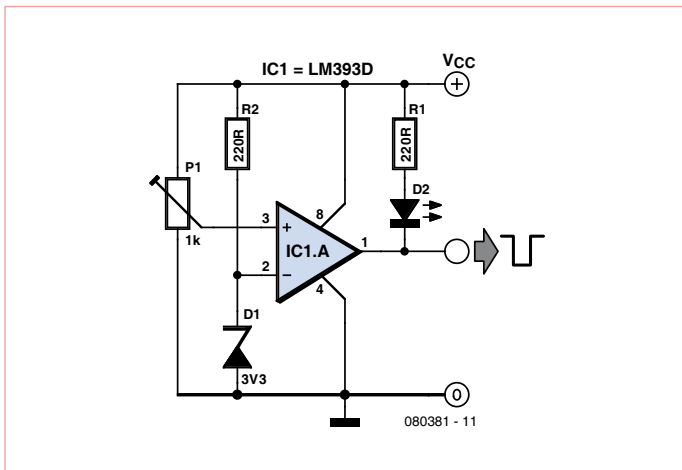 IC1 = LM393D
VCC
+
R2
220R
R1
220R
P1
1k
D2
3
+
8
IC1.A
1
2
–
4
D1
3V3
0
080381 - 11